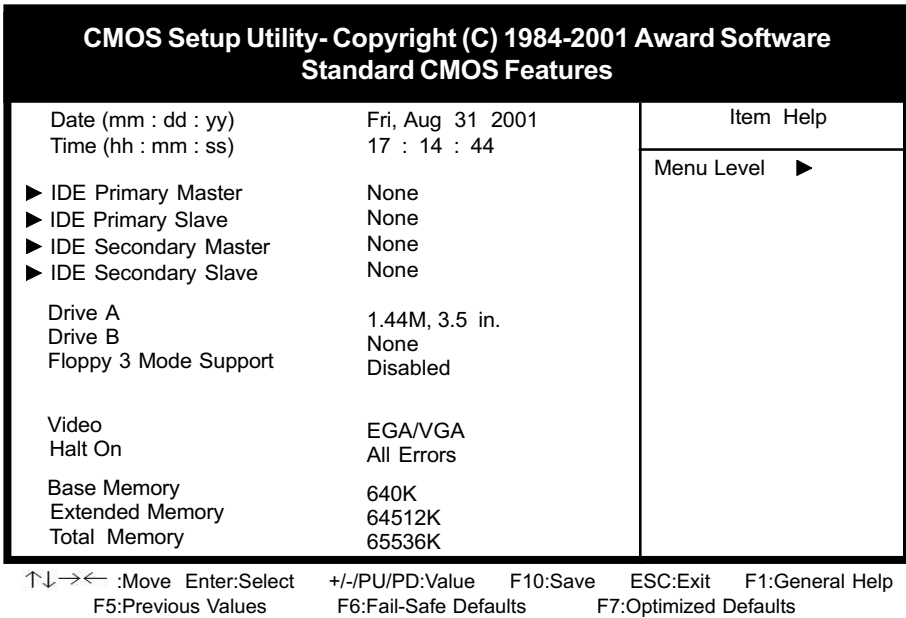 CMOS Setup Utility- Copyright (C) 1984-2001 Award Software
Standard CMOS Features
Date (mm : dd : yy) Fri, Aug 31 2001
Time (hh : mm : ss) 17 : 14 : 44
▶ IDE Primary Master None
▶ IDE Primary Slave None
▶ IDE Secondary Master None
▶ IDE Secondary Slave None
Drive A 1.44M, 3.5 in.
Drive B None
Floppy 3 Mode Support Disabled
Video EGA/VGA
Halt On All Errors
Base Memory 640K
Extended Memory 64512K
Total Memory 65536K
Item Help
Menu Level ▶
↑↓→← :Move Enter:Select +/-/PU/PD:Value F10:Save ESC:Exit F1:General Help
F5:Previous Values F6:Fail-Safe Defaults F7:Optimized Defaults